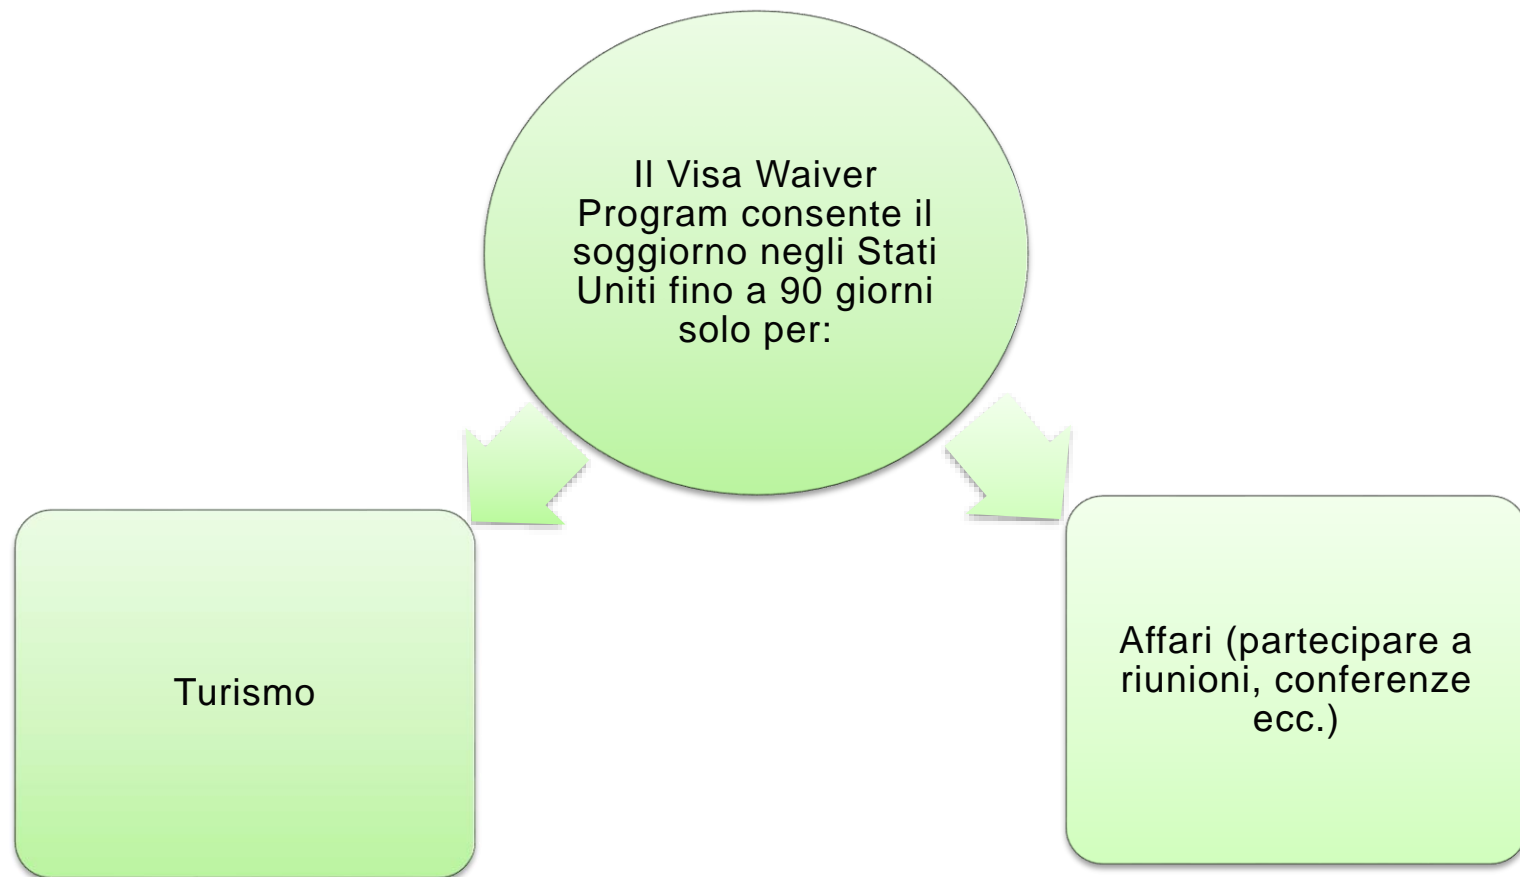 Il Visa Waiver
Program consente il
soggiorno negli Stati
Uniti fino a 90 giorni
solo per:
Turismo
Affari (partecipare a
riunioni, conferenze
ecc.)